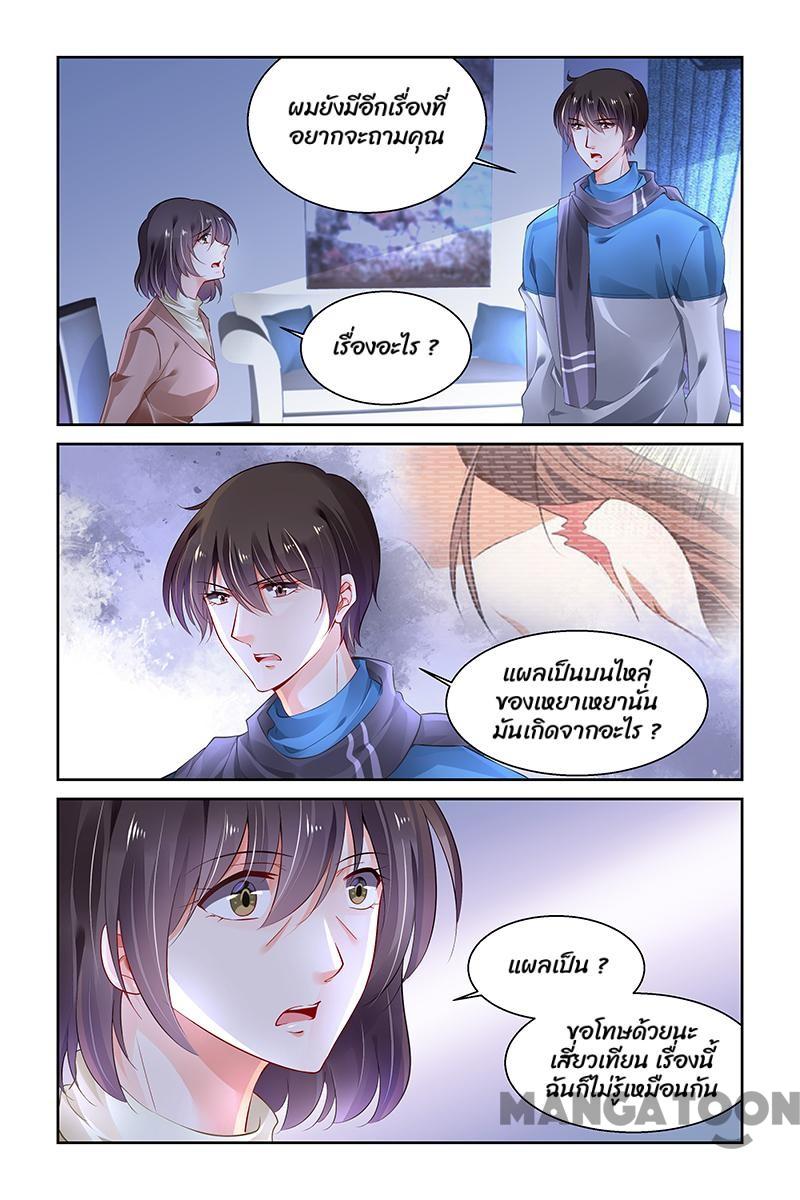 ผมยังมีอีกเรื่องที่
อยากจะถามคุณ
เรื่องอะไร ?
แผลเป็นบนไหล่
ของเหยาเหยานั่น
มันเกิดจากอะไร ?
แผลเป็น ?
ขอโทษด้วยนะ
เสี่ยวเทียน เรื่องนี้
ฉันก็ไม่รู้เหมือนกัน
MANGATOON